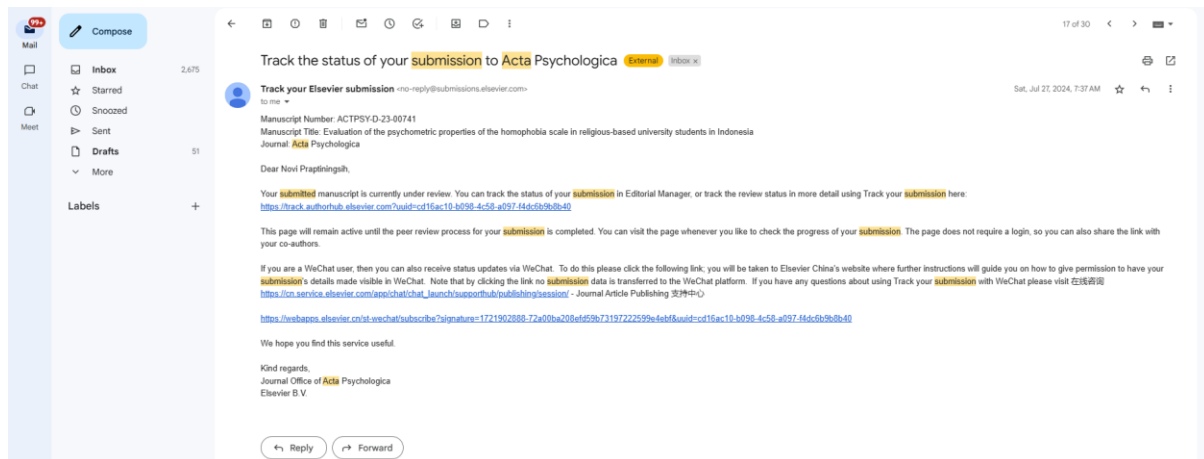 99+
Mail
Chat
Meet
Compose
Inbox 2,675
Starred
Snoozed
Sent
Drafts 51
More
Labels +
17 of 30
Track the status of your submission to Acta Psychologica External Inbox x
Track your Elsevier submission <no-reply@submissions.elsevier.com>
Sat, Jul 27, 2024, 7:37 AM
to me
Manuscript Number: ACTPSY-D-23-00741
Manuscript Title: Evaluation of the psychometric properties of the homophobia scale in religious-based university students in Indonesia
Journal: Acta Psychologica
Dear Novi Praptiningsih,
Your submitted manuscript is currently under review. You can track the status of your submission in Editorial Manager, or track the review status in more detail using Track your submission here:
https://track.authorhub.elsevier.com?uuid=cd16ac10-b098-4c58-a097-f4dc6b9b8b40
This page will remain active until the peer review process for your submission is completed. You can visit the page whenever you like to check the progress of your submission. The page does not require a login, so you can also share the link with
your co-authors.
If you are a WeChat user, then you can also receive status updates via WeChat. To do this please click the following link; you will be taken to Elsevier China's website where further instructions will guide you on how to give permission to have your
submission's details made visible in WeChat. Note that by clicking the link no submission data is transferred to the WeChat platform. If you have any questions about using Track your submission with WeChat please visit 在线咨询
https://cn.service.elsevier.com/app/chat/chat_launch/supporthub/publishing/session/ - Journal Article Publishing 支持中心
https://webapps.elsevier.cn/st-wechat/subscribe?signature=1721902888-72a00ba208efd59b73197222599e4ebf&uuid=cd16ac10-b098-4c58-a097-f4dc6b9b8b40
We hope you find this service useful.
Kind regards,
Journal Office of Acta Psychologica
Elsevier B.V.
Reply
Forward